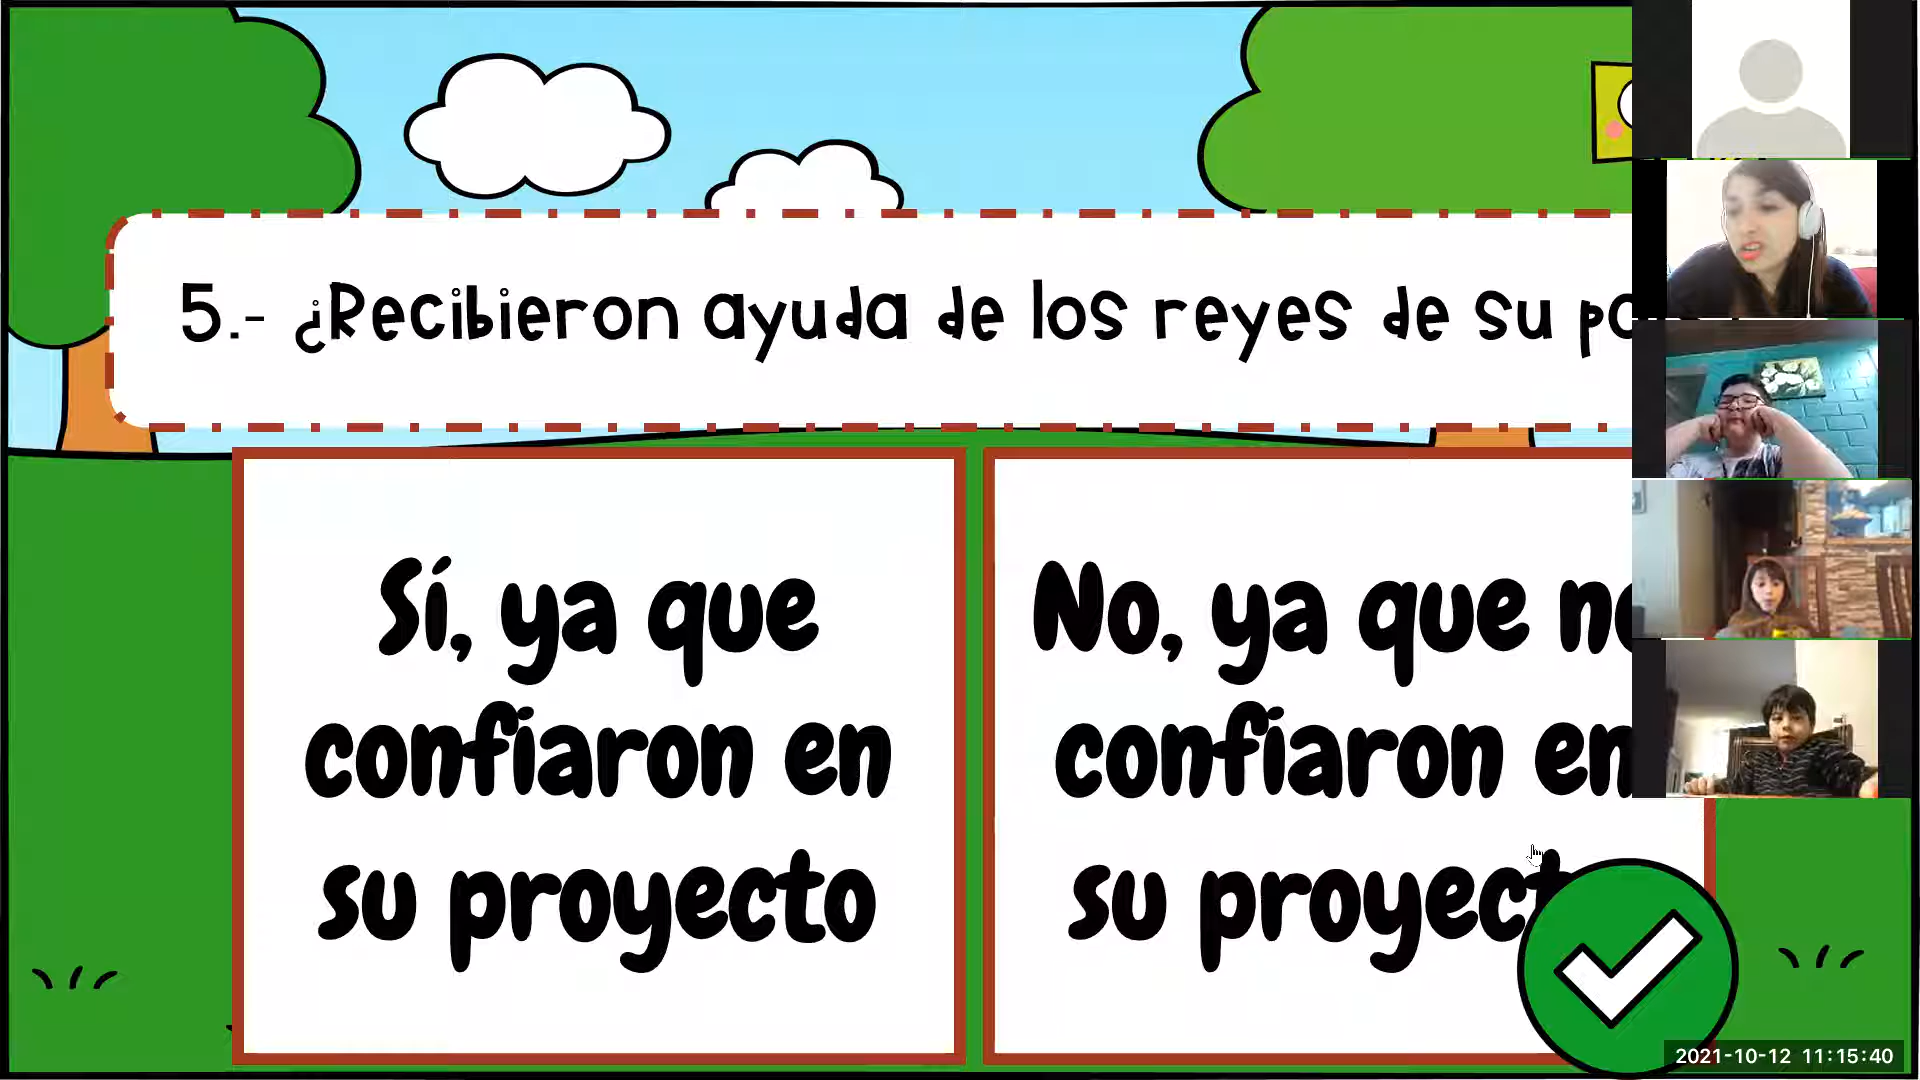 5.- ¿Recibieron ayuda de los reyes de su
Sí, ya que
confiaron en
su proyecto
No, ya que
confiaron en
su
2021-10-12 11:15:40